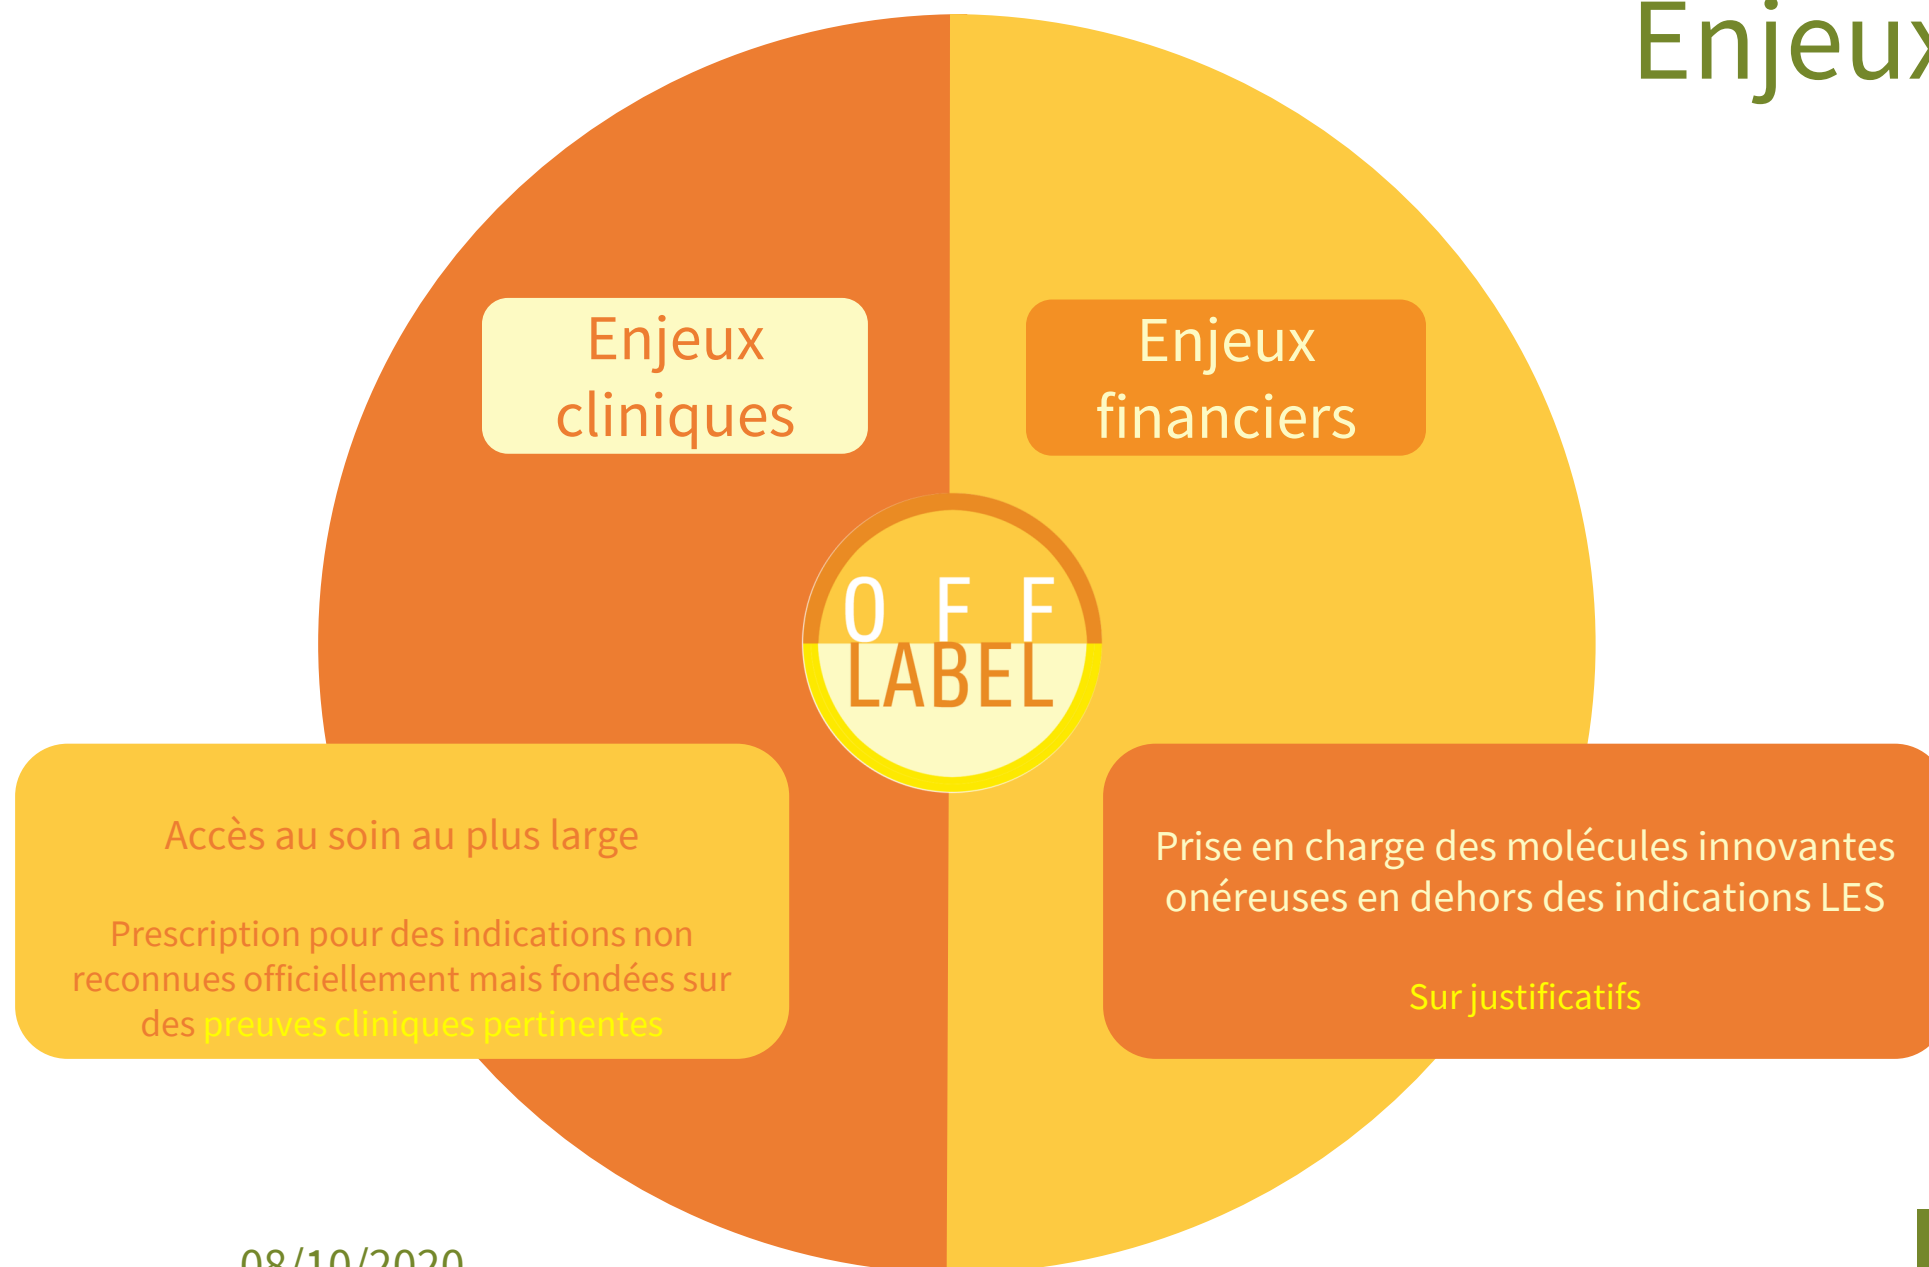 Enjeux
Enjeux
cliniques
Enjeux
financiers
O F F
LABEL
Accès au soin au plus large
Prescription pour des indications non
reconnues officiellement mais fondées sur
des preuves cliniques pertinentes
Prise en charge des molécules innovantes
onéreuses en dehors des indications LES
Sur justificatifs
08/10/2020